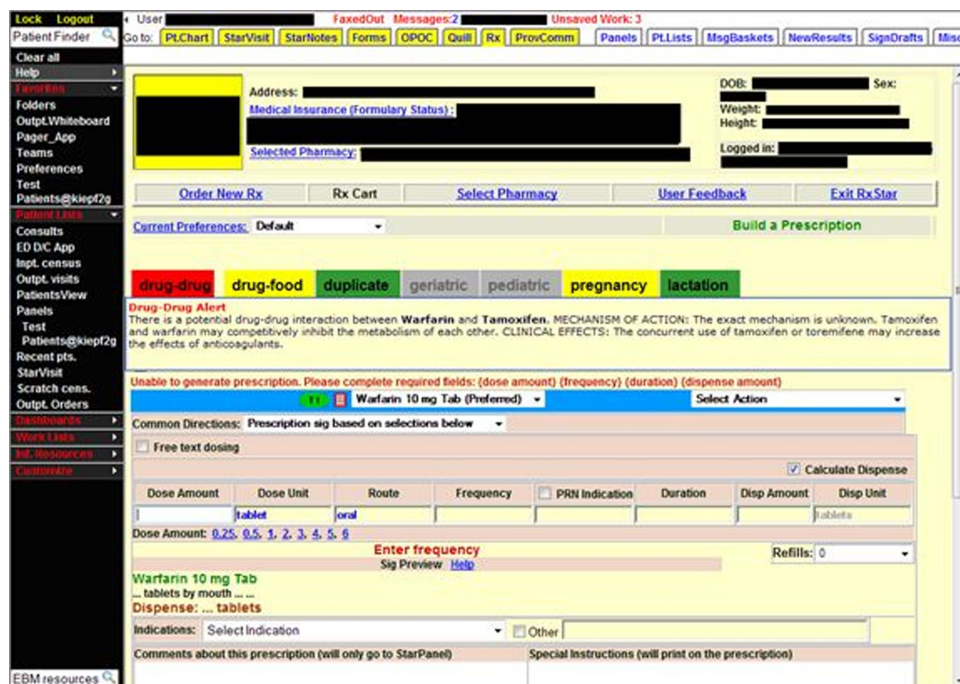 Lock Logout
User FaxedOut Messages:2 Unsaved Work: 3
Patient Finder
Go to: Pt.Chart StarVisit StarNotes Forms OPOC Quill Rx ProvComm Panels Pt.Lists MsgBaskets NewResults SignDrafts Misc
Clear all
Help
Favorites
Folders
Outpt.Whiteboard
Pager_App
Teams
Preferences
Test
Patients@kiepf2g
Patient Lists
Consults
ED D/C App
Inpt. census
Outpt. visits
PatientsView
Panels
Test
Patients@kiepf2g
Recent pts.
StarVisit
Scratch cens.
Outpt. Orders
Dashboards
Work Lists
Inf. Resources
Customize
EBM resources
Address:
Medical Insurance (Formulary Status) :
Selected Pharmacy:
DOB: Sex:
Weight:
Height:
Logged in:
Order New Rx Rx Cart Select Pharmacy User Feedback Exit RxStar
Current Preferences: Default Build a Prescription
drug-drug drug-food duplicate geriatric pediatric pregnancy lactation
Drug-Drug Alert
There is a potential drug-drug interaction between Warfarin and Tamoxifen. MECHANISM OF ACTION: The exact mechanism is unknown. Tamoxifen
and warfarin may competitively inhibit the metabolism of each other. CLINICAL EFFECTS: The concurrent use of tamoxifen or toremifene may increase
the effects of anticoagulants.
Unable to generate prescription. Please complete required fields: (dose amount) (frequency) (duration) (dispense amount)
T1 Warfarin 10 mg Tab (Preferred) Select Action
Common Directions: Prescription sig based on selections below
Free text dosing
Calculate Dispense
Dose Amount Dose Unit Route Frequency PRN Indication Duration Disp Amount Disp Unit
tablet oral tablets
Dose Amount: 0.25, 0.5, 1, 2, 3, 4, 5, 6
Enter frequency Refills: 0
Sig Preview Help
Warfarin 10 mg Tab
... tablets by mouth ... ...
Dispense: ... tablets
Indications: Select Indication Other
Comments about this prescription (will only go to StarPanel) Special Instructions (will print on the prescription)